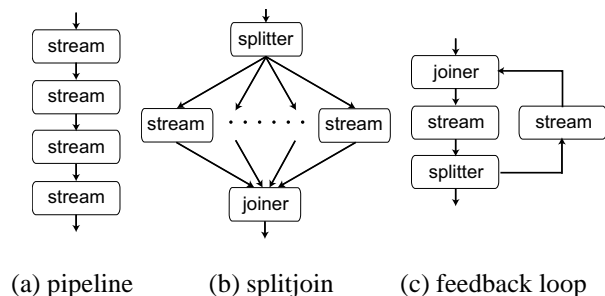 stream
stream
stream
stream
(a) pipeline
splitter
stream
stream
joiner
(b) splitjoin
joiner
stream
stream
splitter
(c) feedback loop